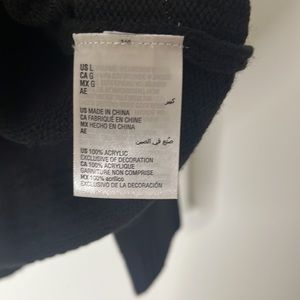 US L
CA G
MX G
AE
كبير
US MADE IN CHINA
CA FABRIQUÉ EN CHINE
MX HECHO EN CHINA
AE
صنع في الصين
US 100% ACRYLIC
EXCLUSIVE OF DECORATION
CA 100% ACRYLIQUE
GARNITURE NON COMPRISE
MX 100% acrílico
EXCLUSIVO DE LA DECORACIÓN